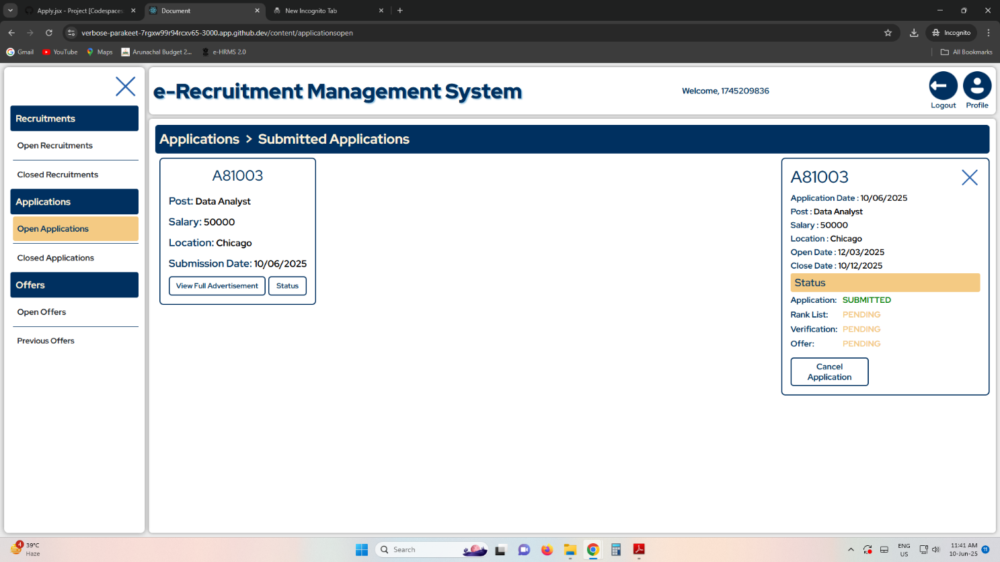 Apply.jsx - Project [Codespaces
Document
New Incognito Tab
verbose-parakeet-7rgxw99r94rcxv65-3000.app.github.dev/content/applicationsopen
Incognito
Gmail
YouTube
Maps
Arunachal Budget 2...
e-HRMS 2.0
All Bookmarks
e-Recruitment Management System
Welcome, 1745209836
Logout
Profile
Recruitments
Open Recruitments
Closed Recruitments
Applications
Open Applications
Closed Applications
Offers
Open Offers
Previous Offers
Applications > Submitted Applications
A81003
Post: Data Analyst
Salary: 50000
Location: Chicago
Submission Date: 10/06/2025
View Full Advertisement
Status
A81003
Application Date : 10/06/2025
Post : Data Analyst
Salary : 50000
Location : Chicago
Open Date : 12/03/2025
Close Date : 10/12/2025
Status
Application: SUBMITTED
Rank List: PENDING
Verification: PENDING
Offer: PENDING
Cancel
Application
4
39°C
Haze
Search
ENG
US
11:41 AM
10-Jun-25
11